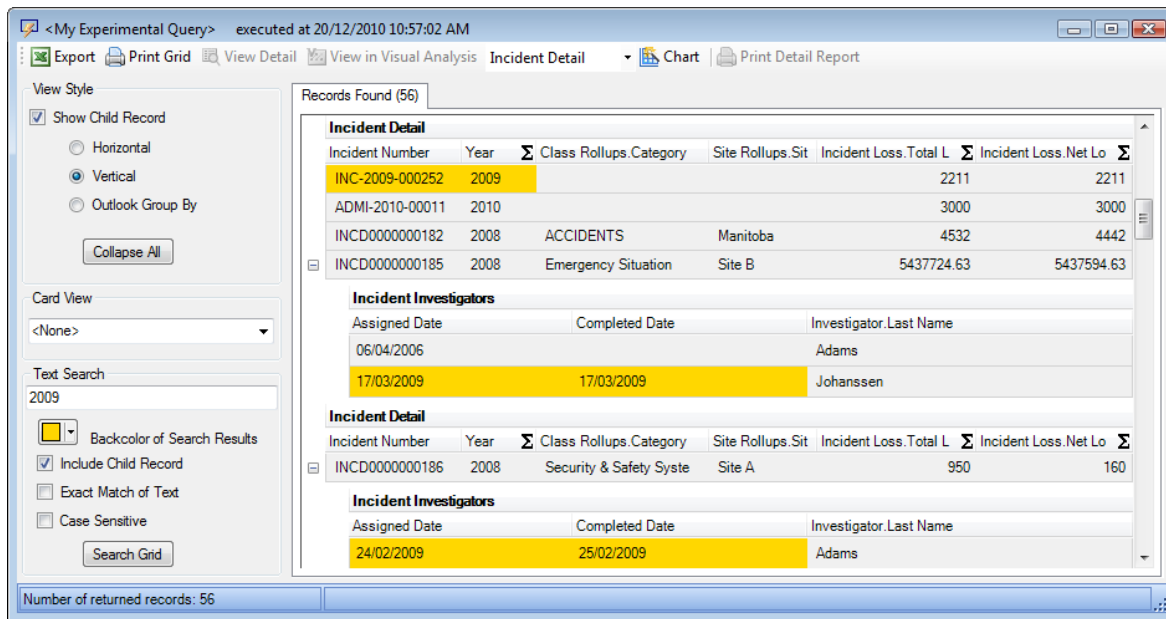 <My Experimental Query> executed at 20/12/2010 10:57:02 AM
Export Print Grid View Detail View in Visual Analysis Incident Detail Chart Print Detail Report
View Style
Show Child Record
Horizontal
Vertical
Outlook Group By
Collapse All
Card View
<None>
Text Search
2009
Backcolor of Search Results
Include Child Record
Exact Match of Text
Case Sensitive
Search Grid
Records Found (56)
Incident Detail
Incident Number Year Σ Class Rollups.Category Site Rollups.Sit Incident Loss.Total L Σ Incident Loss.Net Lo Σ
INC-2009-000252 2009 2211 2211
ADMI-2010-00011 2010 3000 3000
INCD0000000182 2008 ACCIDENTS Manitoba 4532 4442
INCD0000000185 2008 Emergency Situation Site B 5437724.63 5437594.63
Incident Investigators
Assigned Date Completed Date Investigator.Last Name
06/04/2006 Adams
17/03/2009 17/03/2009 Johanssen
Incident Detail
Incident Number Year Σ Class Rollups.Category Site Rollups.Sit Incident Loss.Total L Σ Incident Loss.Net Lo Σ
INCD0000000186 2008 Security & Safety Syste Site A 950 160
Incident Investigators
Assigned Date Completed Date Investigator.Last Name
24/02/2009 25/02/2009 Adams
Number of returned records: 56